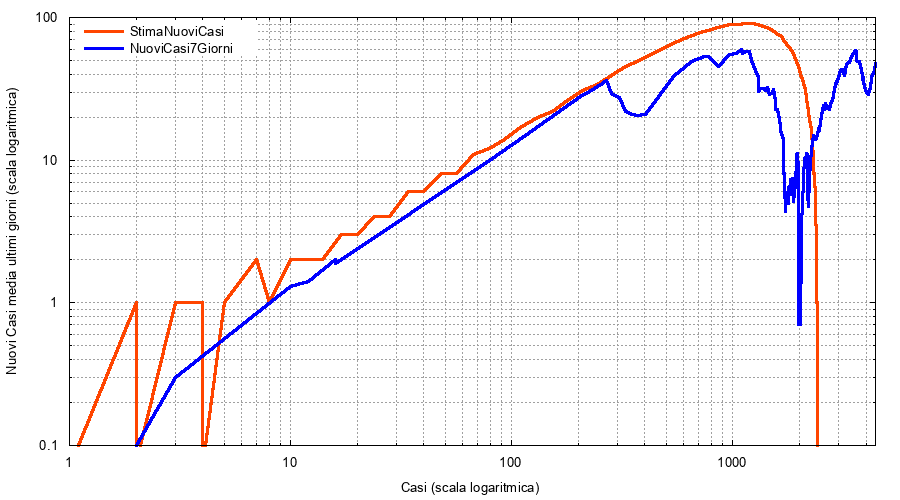 StimaNuoviCasi
NuoviCasi7Giorni
Nuovi Casi media ultimi giorni (scala logaritmica)
100
10
1
0.1
1
10
100
1000
Casi (scala logaritmica)